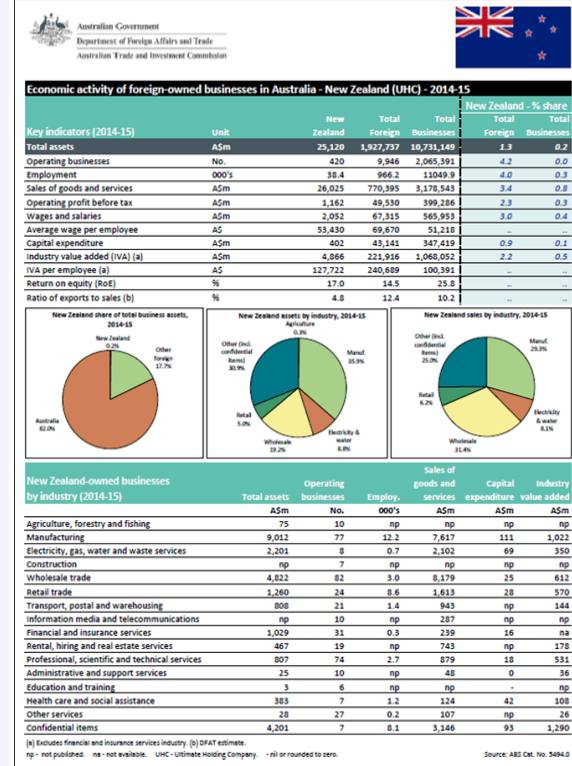 Australian Government
Department of Foreign Affairs and Trade
Australian Trade and Investment Commission
Economic activity of foreign-owned businesses in Australia - New Zealand (UHC) - 2014-15
New Zealand - % share
New Total Total Total Total
Key indicators (2014-15) Unit Zealand Foreign Businesses Foreign Businesses
Total assets A$m 25,120 1,927,737 10,731,149 1.3 0.2
Operating businesses No. 420 9,946 2,065,391 4.2 0.0
Employment 000's 38.4 966.2 11049.9 4.0 0.3
Sales of goods and services A$m 26,025 770,395 3,178,543 3.4 0.8
Operating profit before tax A$m 1,162 49,530 399,286 2.3 0.3
Wages and salaries A$m 2,052 67,315 565,953 3.0 0.4
Average wage per employee A$ 53,430 69,670 51,218 .. ..
Capital expenditure A$m 402 43,141 347,419 0.9 0.1
Industry value added (IVA) (a) A$m 4,866 221,916 1,068,052 2.2 0.5
IVA per employee (a) A$ 127,722 240,689 100,391 .. ..
Return on equity (RoE) % 17.0 14.5 25.8 .. ..
Ratio of exports to sales (b) % 4.8 12.4 10.2 .. ..
New Zealand share of total business assets,
2014-15
New Zealand
0.2%
Other
foreign
17.7%
Australia
82.0%
New Zealand assets by industry, 2014-15
Agriculture
0.3%
Other (incl.
confidential
items)
30.9%
Manuf.
35.9%
Retail
5.0%
Wholesale
19.2%
Electricity &
water
8.8%
New Zealand sales by industry, 2014-15
Other (incl.
confidential
items)
25.0%
Manuf.
29.3%
Retail
6.2%
Electricity
& water
8.1%
Wholesale
31.4%
Sales of
New Zealand-owned businesses Operating goods and Capital Industry
by industry (2014-15) Total assets businesses Employ. services expenditure value added
A$m No. 000's A$m A$m A$m
Agriculture, forestry and fishing 75 10 np np np np
Manufacturing 9,012 77 12.2 7,617 111 1,022
Electricity, gas, water and waste services 2,201 8 0.7 2,102 69 350
Construction np 7 np np np np
Wholesale trade 4,822 82 3.0 8,179 25 612
Retail trade 1,260 24 8.6 1,613 28 570
Transport, postal and warehousing 808 21 1.4 943 np 144
Information media and telecommunications np 10 np 287 np np
Financial and insurance services 1,029 31 0.3 239 16 na
Rental, hiring and real estate services 467 19 np 743 np 178
Professional, scientific and technical services 807 74 2.7 879 18 531
Administrative and support services 25 10 np 48 0 36
Education and training 3 6 np np - np
Health care and social assistance 383 7 1.2 124 42 108
Other services 28 27 0.2 107 np 26
Confidential items 4,201 7 8.1 3,146 93 1,290
(a) Excludes financial and insurance services industry. (b) DFAT estimate.
np - not published. na - not available. UHC - Ultimate Holding Company. - nil or rounded to zero. Source: ABS Cat. No. 5494.0